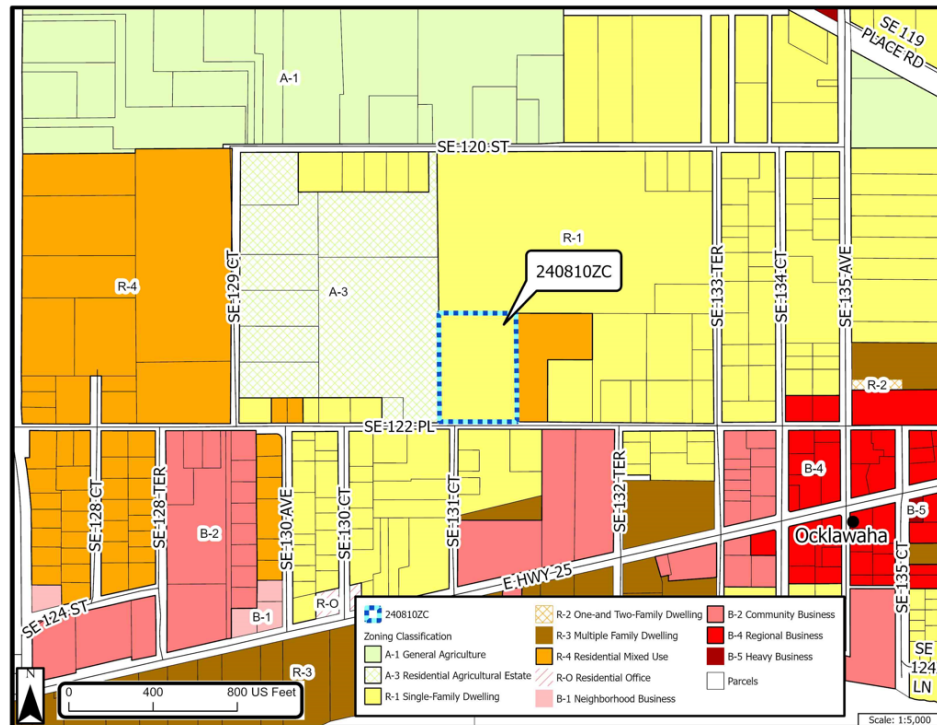 SE 119
PLACE RD
A-1
SE 120 ST
R-1
240810ZC
SE 129 CT
R-4
A-3
SE 133 TER
SE 134 CT
SE 135 AVE
R-2
SE 122 PL
SE 128 CT
SE 128 TER
B-2
SE 130 AVE
SE 130 CT
SE 131 CT
SE 132 TER
B-4
B-5
Ocklawaha
SE 135 CT
E HWY 25
SE 124 ST
B-1
R-O
R-3
SE
124
LN
240810ZC
Zoning Classification
A-1 General Agriculture
A-3 Residential Agricultural Estate
R-1 Single-Family Dwelling
R-2 One-and Two-Family Dwelling
R-3 Multiple Family Dwelling
R-4 Residential Mixed Use
R-O Residential Office
B-1 Neighborhood Business
B-2 Community Business
B-4 Regional Business
B-5 Heavy Business
Parcels
N
0 400 800 US Feet
Scale: 1:5,000